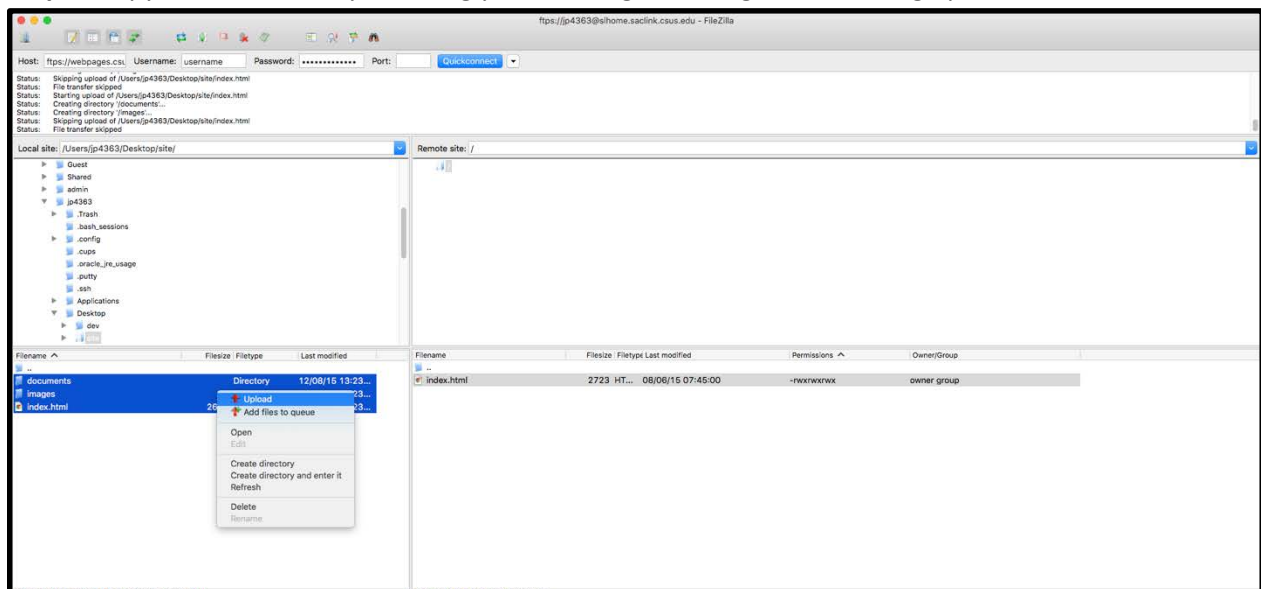 ftps://jp4363@slhome.saclink.csus.edu - FileZilla
Host: ftps://webpages.csu Username: username Password: ••••••••••••• Port: Quickconnect
Status: Skipping upload of /Users/jp4363/Desktop/site/index.html
Status: File transfer skipped
Status: Starting upload of /Users/jp4363/Desktop/site/index.html
Status: Creating directory '/documents'...
Status: Creating directory '/images'...
Status: Skipping upload of /Users/jp4363/Desktop/site/index.html
Status: File transfer skipped
Local site: /Users/jp4363/Desktop/site/
Remote site: /
Guest
Shared
admin
jp4363
.Trash
.bash_sessions
.config
.cups
.oracle_jre_usage
.putty
.ssh
Applications
Desktop
dev
Filename Filesize Filetype Last modified
..
documents Directory 12/08/15 13:23...
images 23...
index.html 26 23...
Upload
Add files to queue
Open
Edit
Create directory
Create directory and enter it
Refresh
Delete
Rename
Filename Filesize Filetype Last modified Permissions Owner/Group
..
index.html 2723 HT... 08/06/15 07:45:00 -rwxrwxrwx owner group